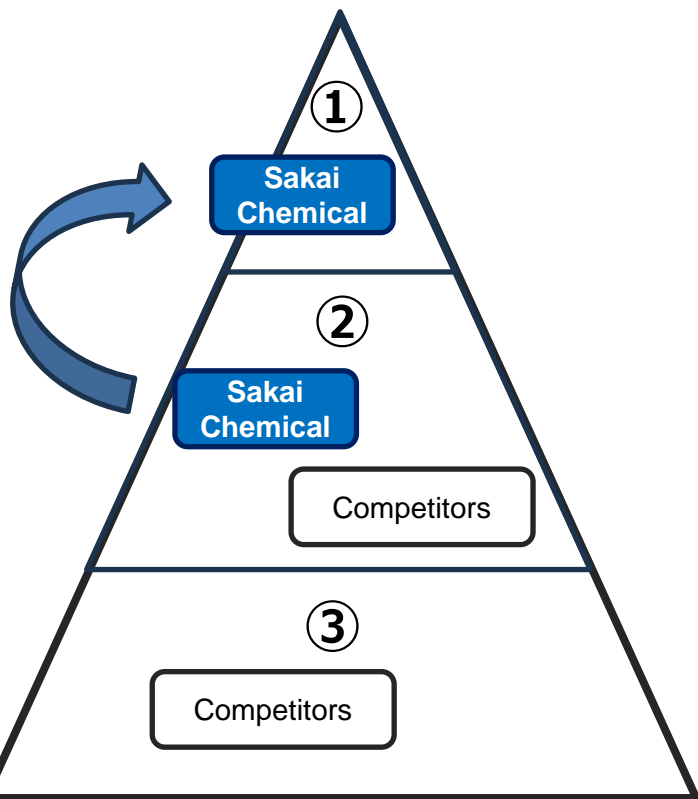 ①
Sakai
Chemical
②
Sakai
Chemical
Competitors
③
Competitors